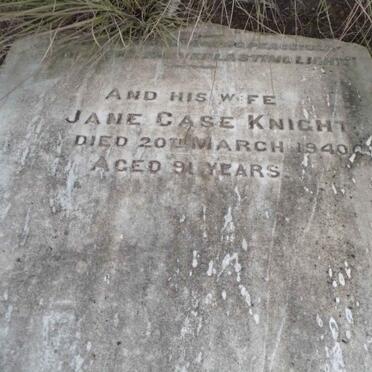 EVERLASTING LIGHT
AND HIS WIFE
JANE CASE KNIGHT
DIED 20TH MARCH 1940
AGED 91 YEARS.